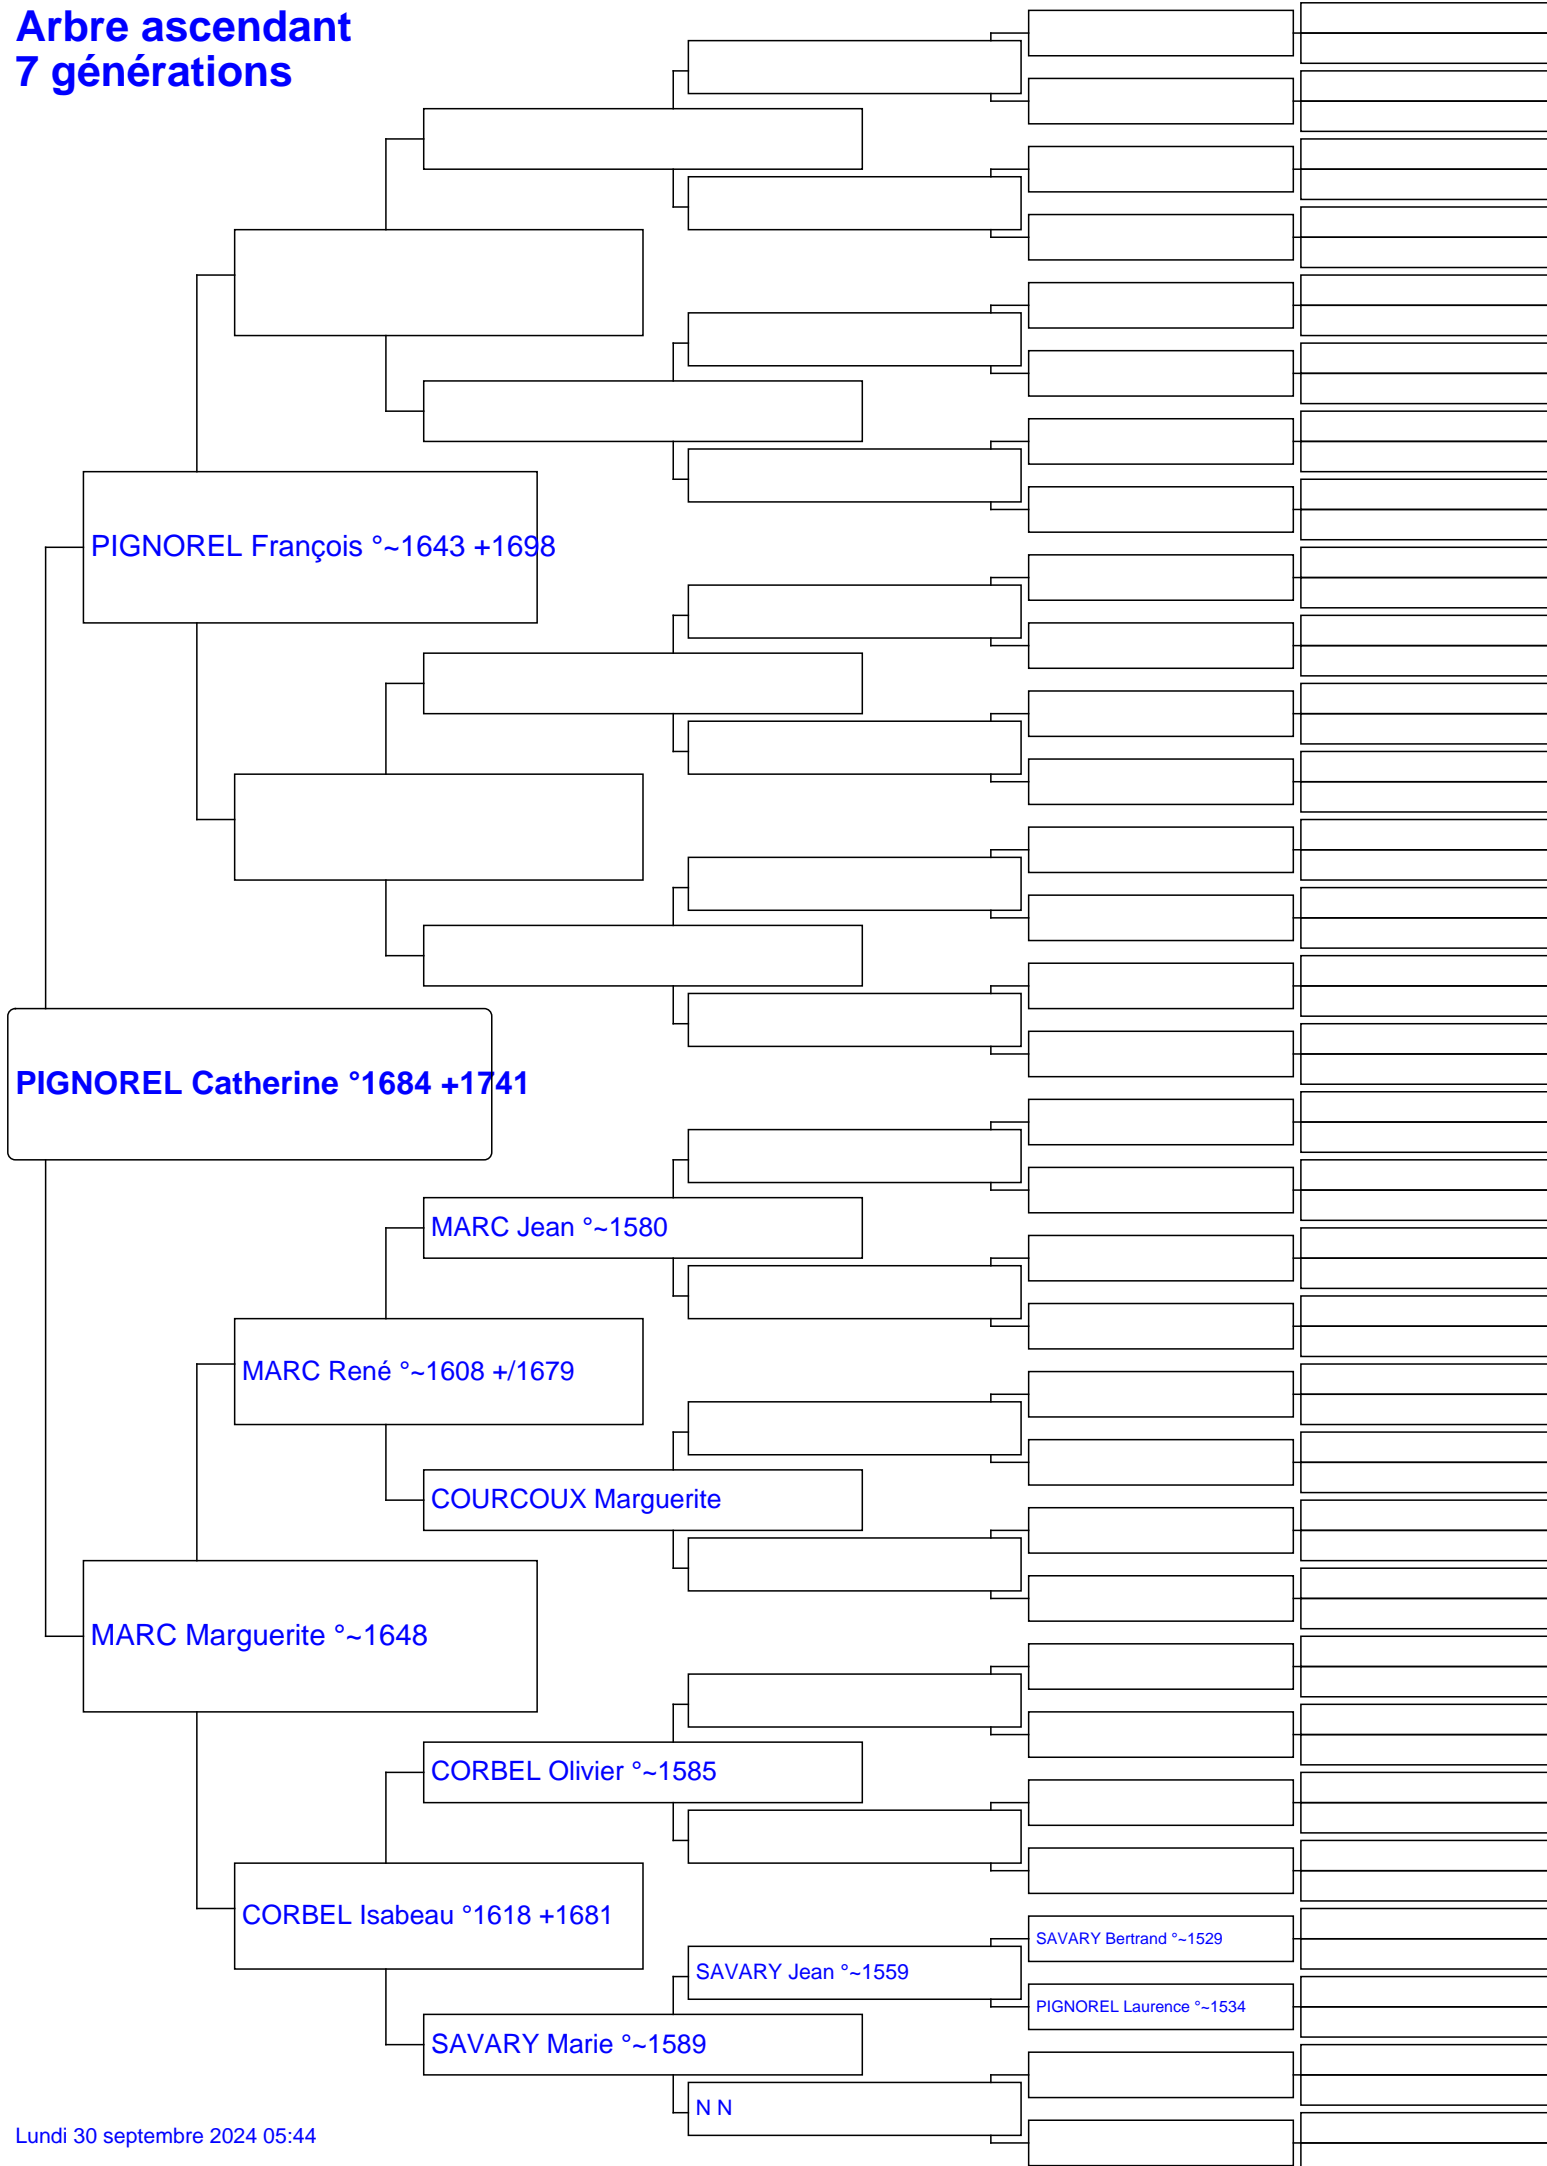 Arbre ascendant
7 générations
PIGNOREL François °~1643 +1698
PIGNOREL Catherine °1684 +1741
MARC Jean °~1580
MARC René °~1608 +/1679
COURCOUX Marguerite
MARC Marguerite °~1648
CORBEL Olivier °~1585
CORBEL Isabeau °1618 +1681
SAVARY Bertrand °~1529
SAVARY Jean °~1559
PIGNOREL Laurence °~1534
SAVARY Marie °~1589
N N
Lundi 30 septembre 2024 05:44